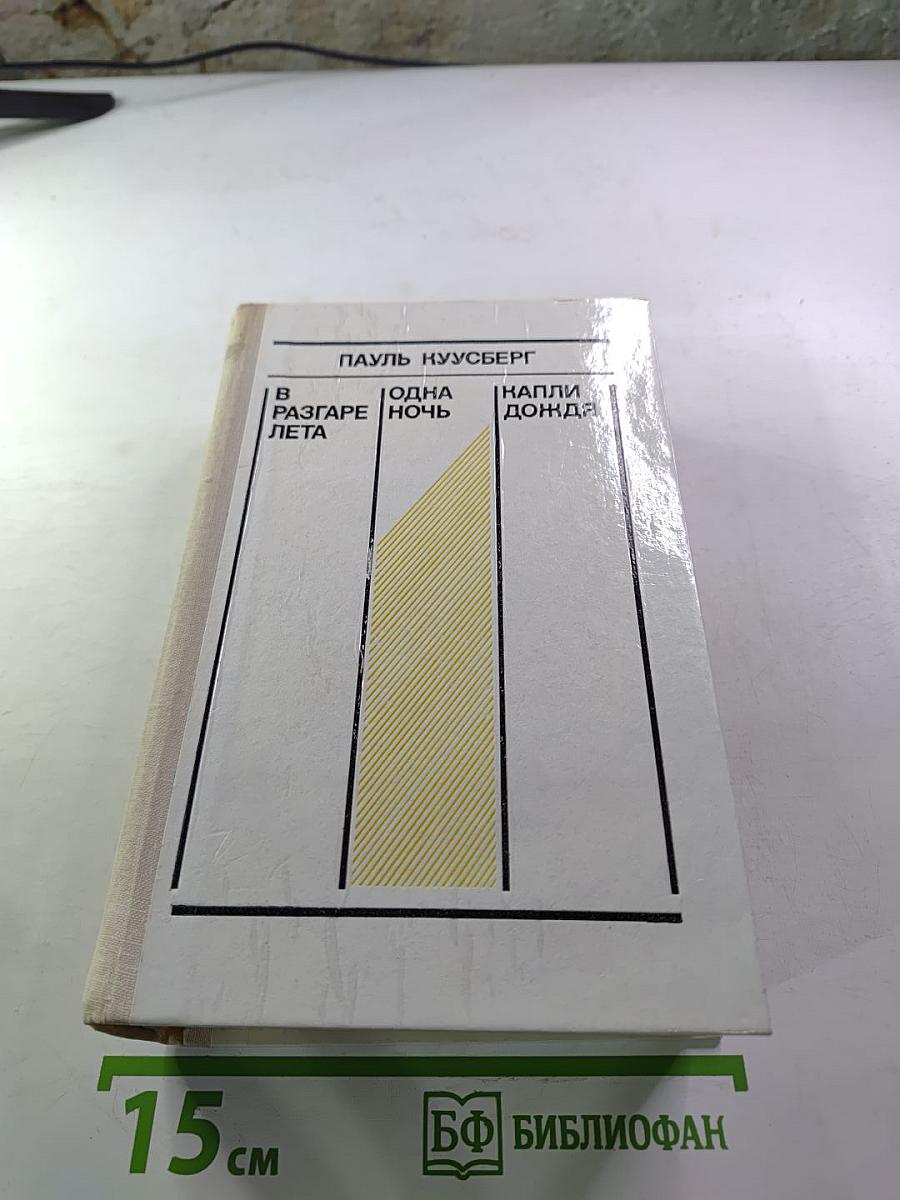 ПАУЛЬ КУУСБЕРГ
В
РАЗГАРЕ
ЛЕТА
ОДНА
НОЧЬ
КАПЛИ
ДОЖДЯ
15 см
БФ БИБЛИОФАН